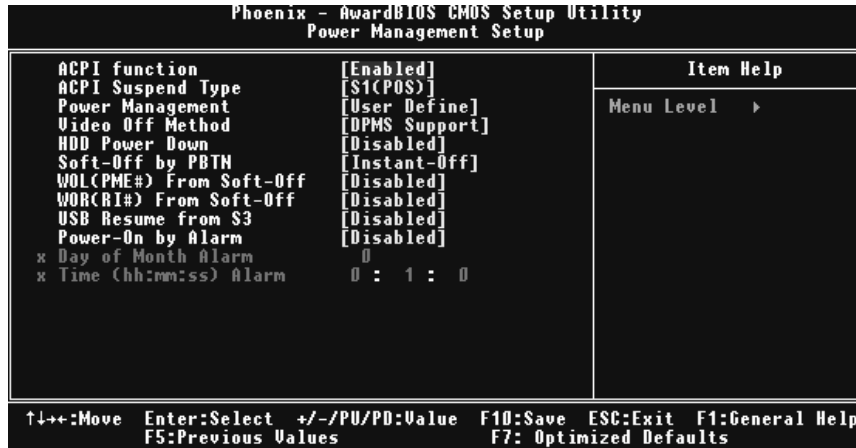 Phoenix - AwardBIOS CMOS Setup Utility
Power Management Setup
ACPI function [Enabled]
ACPI Suspend Type [S1(POS)]
Power Management [User Define]
Video Off Method [DPMS Support]
HDD Power Down [Disabled]
Soft-Off by PBTN [Instant-Off]
WOL(PME#) From Soft-Off [Disabled]
WOR(RI#) From Soft-Off [Disabled]
USB Resume from S3 [Disabled]
Power-On by Alarm [Disabled]
x Day of Month Alarm 0
x Time (hh:mm:ss) Alarm 0 : 1 : 0
Item Help
Menu Level ▸
↑↓→←:Move Enter:Select +/-/PU/PD:Value F10:Save ESC:Exit F1:General Help
F5:Previous Values F7: Optimized Defaults